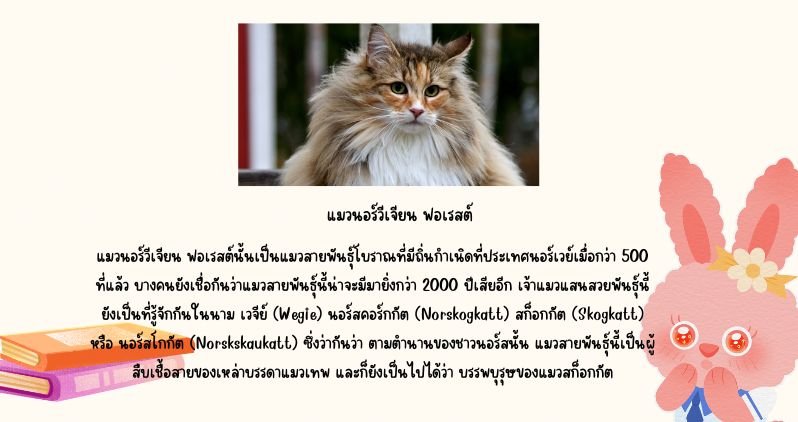 แมวนอร์วีเจียน ฟอเรสต์
แมวนอร์วีเจียน ฟอเรสต์นั้นเป็นแมวสายพันธุ์โบราณที่มีถิ่นกำเนิดที่ประเทศนอร์เวย์เมื่อกว่า 500
ที่แล้ว บางคนยังเชื่อกันว่าแมวสายพันธุ์นี้น่าจะมีมายิ่งกว่า 2000 ปีเสียอีก เจ้าแมวแสนสวยพันธุ์นี้
ยังเป็นที่รู้จักกันในนาม เวจีย์ (Wegie) นอร์สคอร์กกัต (Norskogkatt) สก็อกกัต (Skogkatt)
หรือ นอร์สโกกัต (Norskskaukatt) ซึ่งว่ากันว่า ตามตำนานของชาวนอร์สนั้น แมวสายพันธุ์นี้เป็นผู้
สืบเชื้อสายของเหล่าบรรดาแมวเทพ และก็ยังเป็นไปได้ว่า บรรพบุรุษของแมวสก็อกกัต